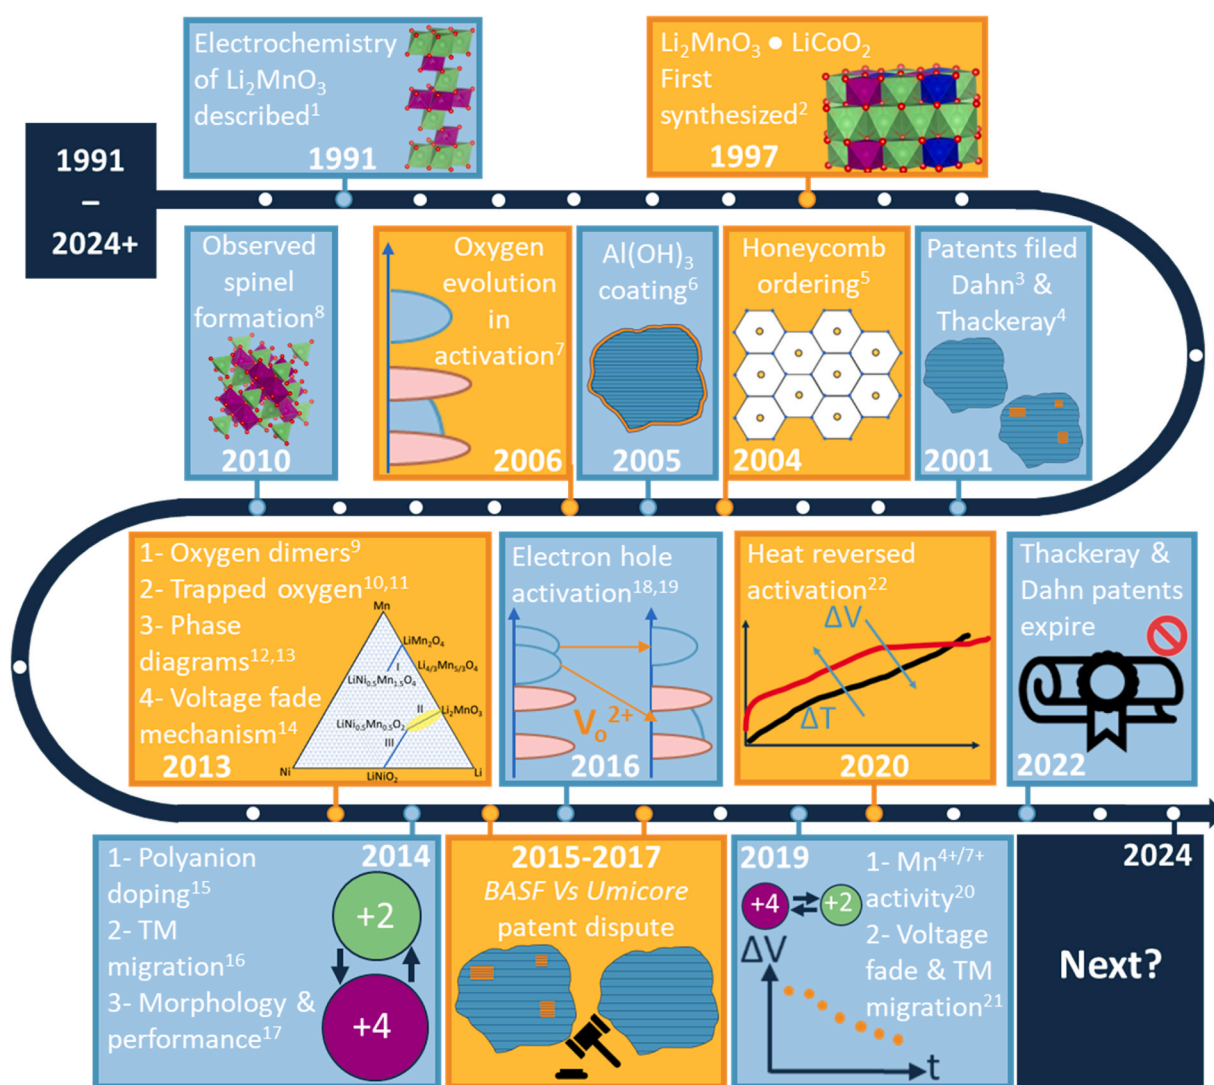 1991
–
2024+
Electrochemistry
of Li₂MnO₃
described¹
1991
Li₂MnO₃ ● LiCoO₂
First
synthesized²
1997
Observed
spinel
formation⁸
2010
Oxygen
evolution
in
activation⁷
2006
Al(OH)₃
coating⁶
2005
Honeycomb
ordering⁵
2004
Patents filed
Dahn³ &
Thackeray⁴
2001
1- Oxygen dimers⁹
2- Trapped oxygen¹⁰,¹¹
3- Phase
diagrams¹²,¹³
4- Voltage fade
mechanism¹⁴
2013
Mn
LiMn₂O₄
I
Li₄/₃Mn₅/₃O₄
LiNi₀.₅Mn₁.₅O₄
II
Li₂MnO₃
LiNi₀.₅Mn₀.₅O₂
III
Ni
LiNiO₂
Li
Electron hole
activation¹⁸,¹⁹
Vₒ²⁺
2016
Heat reversed
activation²²
ΔV
ΔT
2020
Thackeray &
Dahn patents
expire
2022
2014
1- Polyanion
doping¹⁵
2- TM
migration¹⁶
3- Morphology &
performance¹⁷
+2
+4
2015-2017
BASF Vs Umicore
patent dispute
2019
1- Mn⁴⁺/⁷⁺
activity²⁰
2- Voltage
fade & TM
migration²¹
+4
+2
ΔV
t
2024
Next?